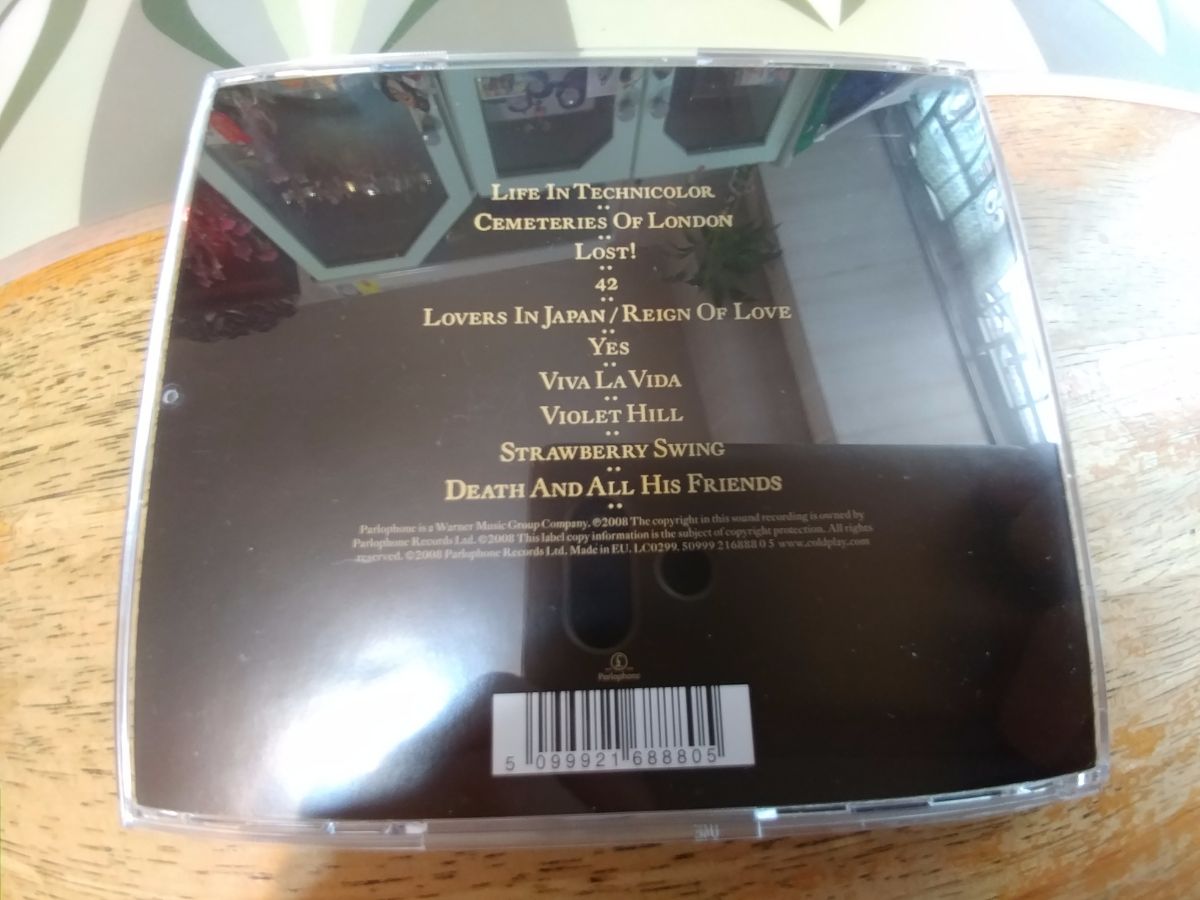 Life In Technicolor
Cemeteries Of London
Lost!
42
Lovers In Japan / Reign Of Love
Yes
Viva La Vida
Violet Hill
Strawberry Swing
Death And All His Friends
Parlophone is a Warner Music Group Company. ℗2008 The copyright in this sound recording is owned by
Parlophone Records Ltd. ©2008 This label copy information is the subject of copyright protection. All rights
reserved. ©2008 Parlophone Records Ltd. Made in EU. LC0299. 50999 216888 0 5 www.coldplay.com
Parlophone
5 099921 688805